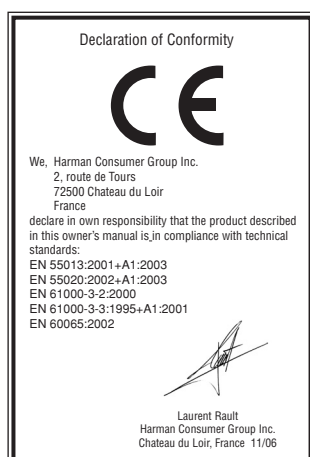 Declaration of Conformity
CE
We, Harman Consumer Group Inc.
2, route de Tours
72500 Chateau du Loir
France
declare in own responsibility that the product described
in this owner's manual is in compliance with technical
standards:
EN 55013:2001+A1:2003
EN 55020:2002+A1:2003
EN 61000-3-2:2000
EN 61000-3-3:1995+A1:2001
EN 60065:2002
Laurent Rault
Harman Consumer Group Inc.
Chateau du Loir, France 11/06